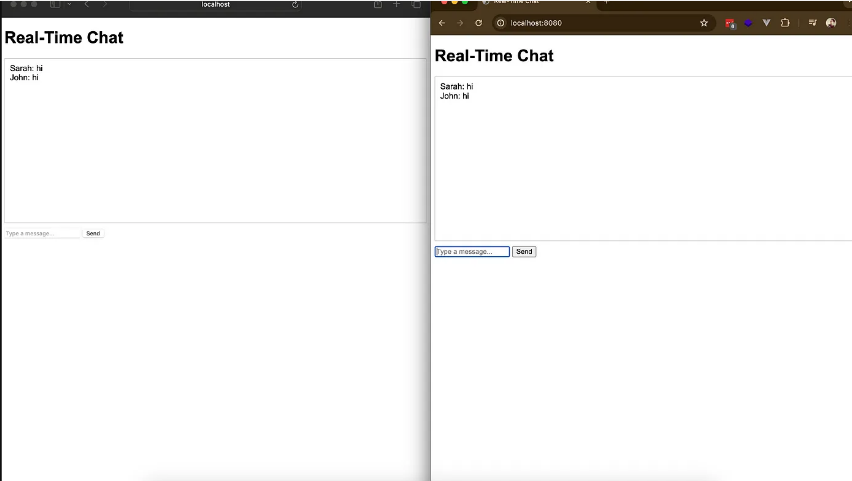 localhost
Real-Time Chat
Sarah: hi
John: hi
Type a message...
Send
Real-Time Chat
localhost:8080
Real-Time Chat
Sarah: hi
John: hi
Type a message...
Send